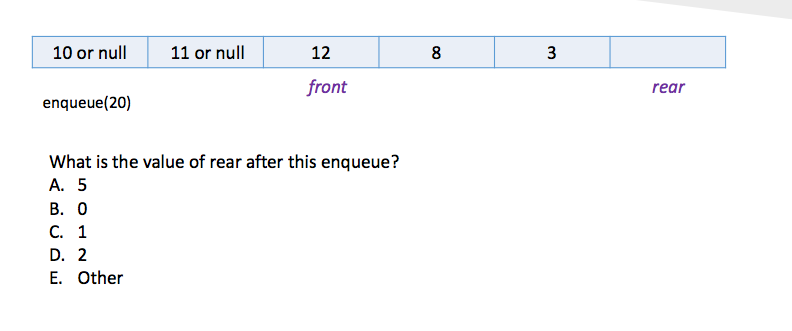 10 or null 11 or null 12 8 3
front rear
enqueue(20)
What is the value of rear after this enqueue?
A. 5
B. 0
C. 1
D. 2
E. Other